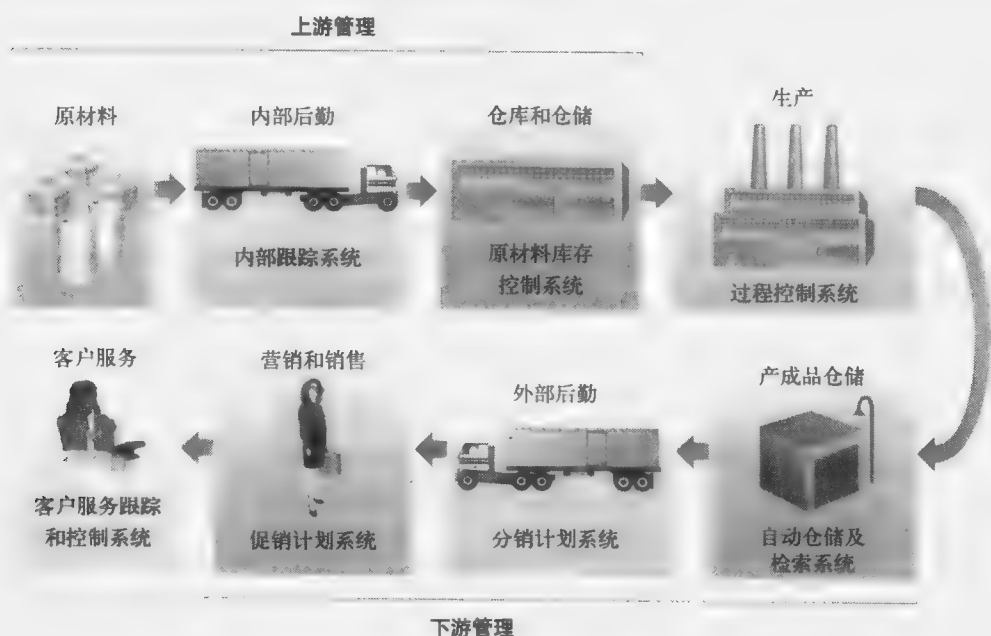 上游管理
原材料
内部后勤
仓库和仓储
生产
内部跟踪系统
原材料库存
控制系统
过程控制系统
客户服务
营销和销售
外部后勤
产成品仓储
客户服务跟踪
和控制系统
促销计划系统
分销计划系统
自动仓储及
检索系统
下游管理